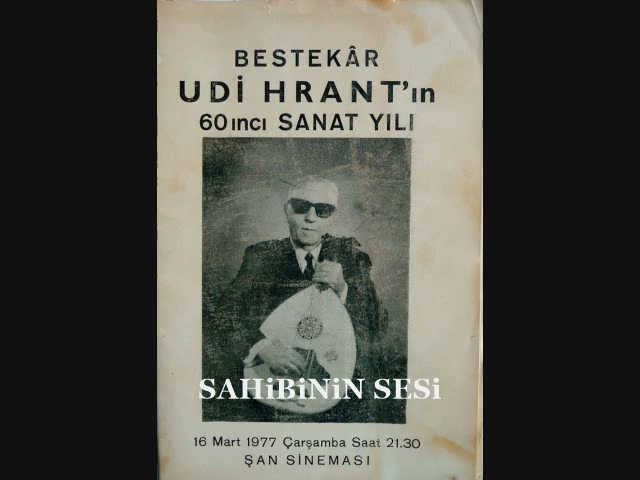 BESTEKÂR
UDİ HRANT'ın
60ıncı SANAT YILI
SAHiBiNiN SESi
16 Mart 1977 Çarşamba Saat 21.30
ŞAN SİNEMASI